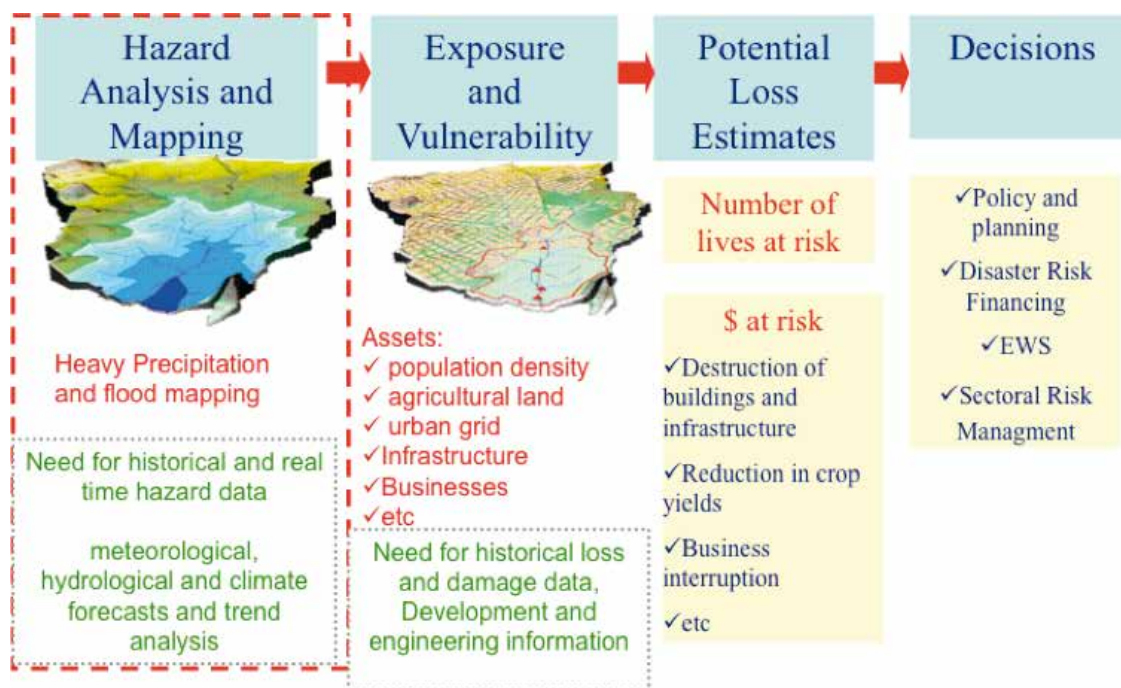 Hazard
Analysis and
Mapping
Heavy Precipitation
and flood mapping
Need for historical and real
time hazard data
meteorological,
hydrological and climate
forecasts and trend
analysis
Exposure
and
Vulnerability
Assets:
✓ population density
✓ agricultural land
✓ urban grid
✓Infrastructure
✓Businesses
✓etc
Need for historical loss
and damage data,
Development and
engineering information
Potential
Loss
Estimates
Number of
lives at risk
$ at risk
✓Destruction of
buildings and
infrastructure
✓Reduction in crop
yields
✓Business
interruption
✓etc
Decisions
✓Policy and
planning
✓Disaster Risk
Financing
✓EWS
✓Sectoral Risk
Managment